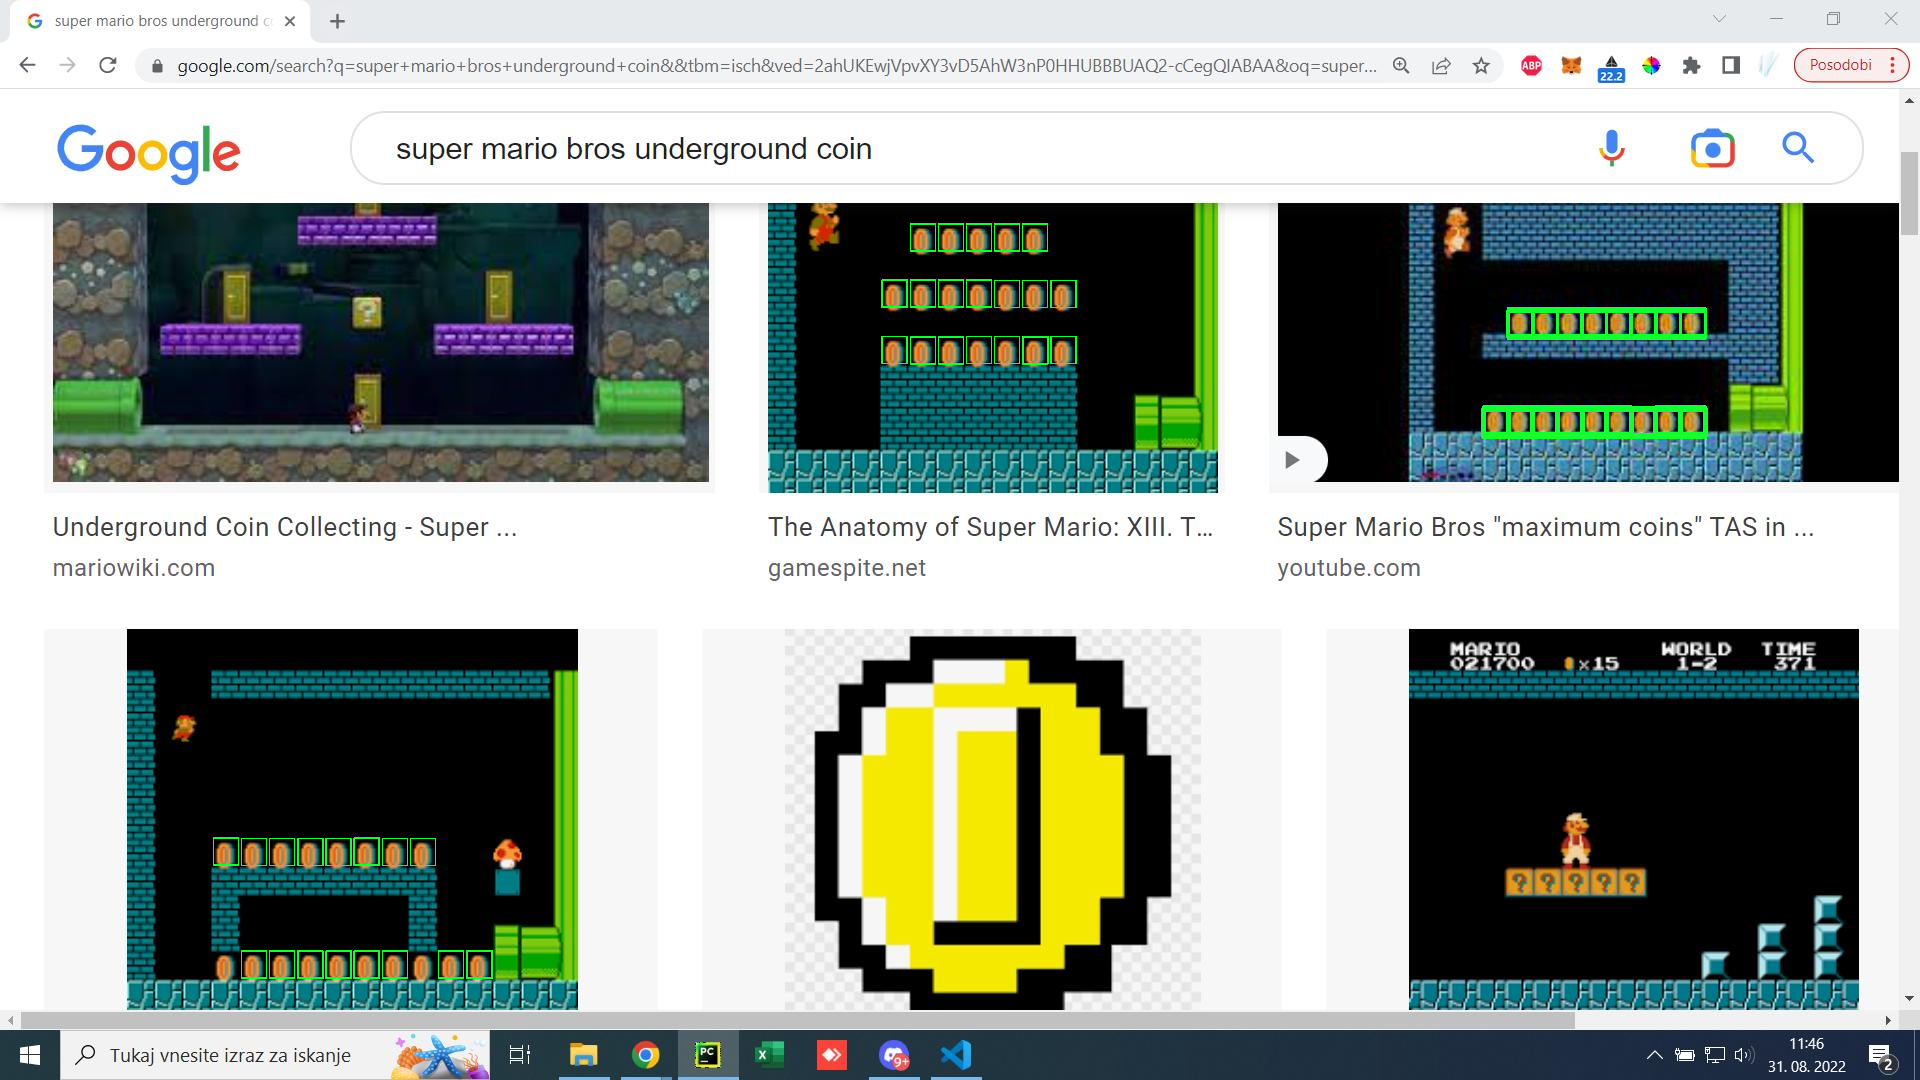 super mario bros underground c
google.com/search?q=super+mario+bros+underground+coin&&tbm=isch&ved=2ahUKEwjVpvXY3vD5AhW3nP0HHUBBBUAQ2-cCegQIABAA&oq=super...
ABP
22.2
Posodobi
Google
super mario bros underground coin
Underground Coin Collecting - Super ...
mariowiki.com
The Anatomy of Super Mario: XIII. T...
gamespite.net
Super Mario Bros "maximum coins" TAS in ...
youtube.com
MARIO WORLD TIME
021700 ×15 1-2 371
? ? ? ? ?
Tukaj vnesite izraz za iskanje
PC
9+
11:46
31. 08. 2022
2